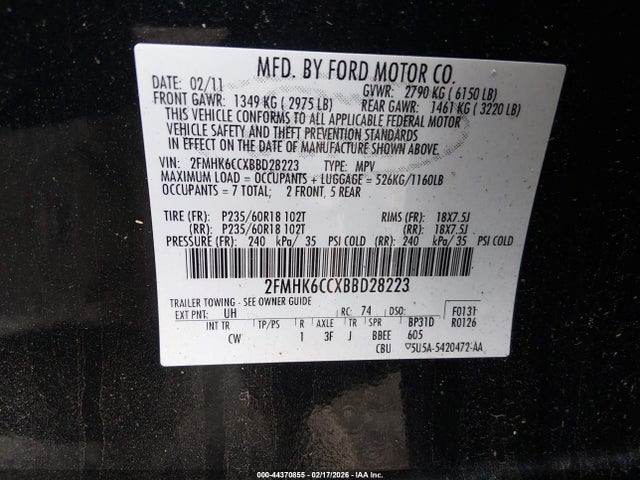 MFD. BY FORD MOTOR CO.
DATE: 02/11 GVWR: 2790 KG ( 6150 LB)
FRONT GAWR: 1349 KG ( 2975 LB) REAR GAWR: 1461 KG ( 3220 LB)
THIS VEHICLE CONFORMS TO ALL APPLICABLE FEDERAL MOTOR
VEHICLE SAFETY AND THEFT PREVENTION STANDARDS
IN EFFECT ON THE DATE OF MANUFACTURE SHOWN ABOVE.
VIN: 2FMHK6CCXBBD28223 TYPE: MPV
MAXIMUM LOAD = OCCUPANTS + LUGGAGE = 526KG/1160LB
OCCUPANTS = 7 TOTAL; 2 FRONT, 5 REAR
TIRE (FR): P235/60R18 102T RIMS (FR): 18X7.5J
(RR): P235/60R18 102T (RR): 18X7.5J
PRESSURE (FR): 240 kPa/ 35 PSI COLD (RR): 240 kPa/ 35 PSI COLD
2FMHK6CCXBBD28223
TRAILER TOWING - SEE OWNER GUIDE
EXT PNT: UH RC: 74 DSO: F0131
INT TR TP/PS R AXLE TR SPR BP31D R0126
CW 1 3F J BBEE 605
CBU 5U5A-5420472-AA
000-44370855 - 02/17/2026 - IAA Inc.